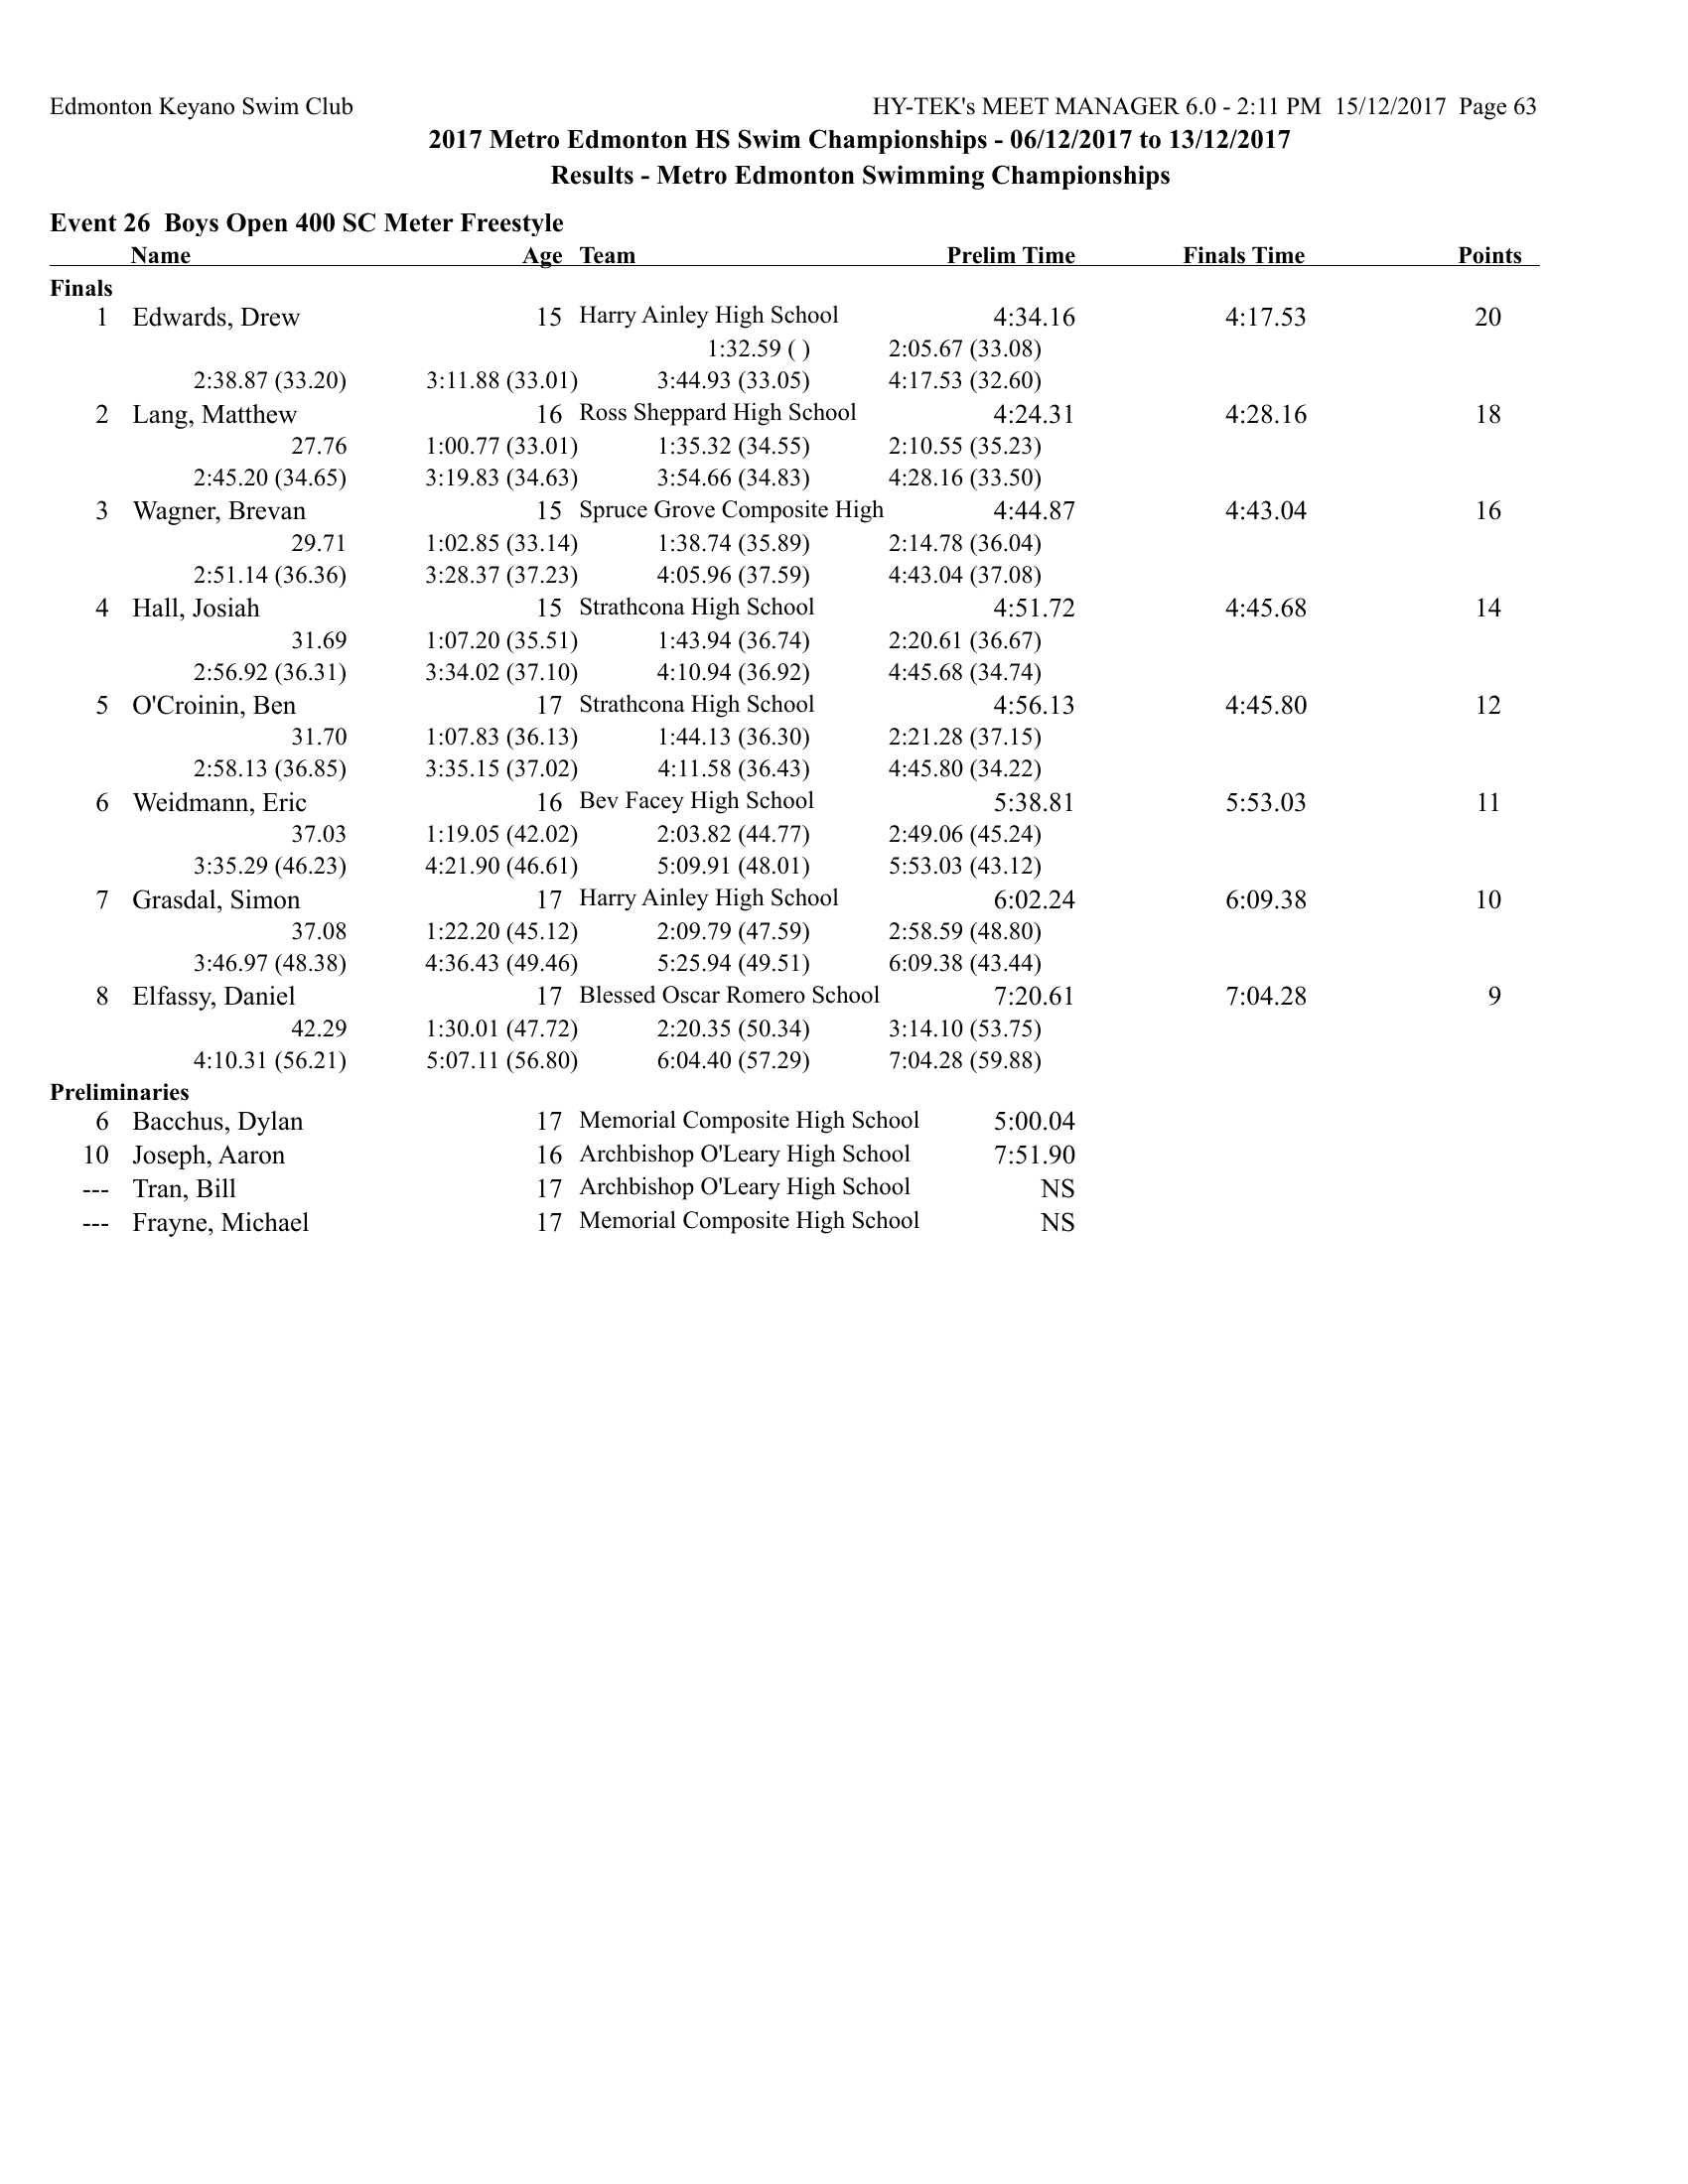 Edmonton Keyano Swim Club HY-TEK's MEET MANAGER 6.0 - 2:11 PM 15/12/2017 Page 63
2017 Metro Edmonton HS Swim Championships - 06/12/2017 to 13/12/2017
Results - Metro Edmonton Swimming Championships
Event 26 Boys Open 400 SC Meter Freestyle
Name Age Team Prelim Time Finals Time Points
Finals
1 Edwards, Drew 15 Harry Ainley High School 4:34.16 4:17.53 20
1:32.59 ( ) 2:05.67 (33.08)
2:38.87 (33.20) 3:11.88 (33.01) 3:44.93 (33.05) 4:17.53 (32.60)
2 Lang, Matthew 16 Ross Sheppard High School 4:24.31 4:28.16 18
27.76 1:00.77 (33.01) 1:35.32 (34.55) 2:10.55 (35.23)
2:45.20 (34.65) 3:19.83 (34.63) 3:54.66 (34.83) 4:28.16 (33.50)
3 Wagner, Brevan 15 Spruce Grove Composite High 4:44.87 4:43.04 16
29.71 1:02.85 (33.14) 1:38.74 (35.89) 2:14.78 (36.04)
2:51.14 (36.36) 3:28.37 (37.23) 4:05.96 (37.59) 4:43.04 (37.08)
4 Hall, Josiah 15 Strathcona High School 4:51.72 4:45.68 14
31.69 1:07.20 (35.51) 1:43.94 (36.74) 2:20.61 (36.67)
2:56.92 (36.31) 3:34.02 (37.10) 4:10.94 (36.92) 4:45.68 (34.74)
5 O'Croinin, Ben 17 Strathcona High School 4:56.13 4:45.80 12
31.70 1:07.83 (36.13) 1:44.13 (36.30) 2:21.28 (37.15)
2:58.13 (36.85) 3:35.15 (37.02) 4:11.58 (36.43) 4:45.80 (34.22)
6 Weidmann, Eric 16 Bev Facey High School 5:38.81 5:53.03 11
37.03 1:19.05 (42.02) 2:03.82 (44.77) 2:49.06 (45.24)
3:35.29 (46.23) 4:21.90 (46.61) 5:09.91 (48.01) 5:53.03 (43.12)
7 Grasdal, Simon 17 Harry Ainley High School 6:02.24 6:09.38 10
37.08 1:22.20 (45.12) 2:09.79 (47.59) 2:58.59 (48.80)
3:46.97 (48.38) 4:36.43 (49.46) 5:25.94 (49.51) 6:09.38 (43.44)
8 Elfassy, Daniel 17 Blessed Oscar Romero School 7:20.61 7:04.28 9
42.29 1:30.01 (47.72) 2:20.35 (50.34) 3:14.10 (53.75)
4:10.31 (56.21) 5:07.11 (56.80) 6:04.40 (57.29) 7:04.28 (59.88)
Preliminaries
6 Bacchus, Dylan 17 Memorial Composite High School 5:00.04
10 Joseph, Aaron 16 Archbishop O'Leary High School 7:51.90
--- Tran, Bill 17 Archbishop O'Leary High School NS
--- Frayne, Michael 17 Memorial Composite High School NS